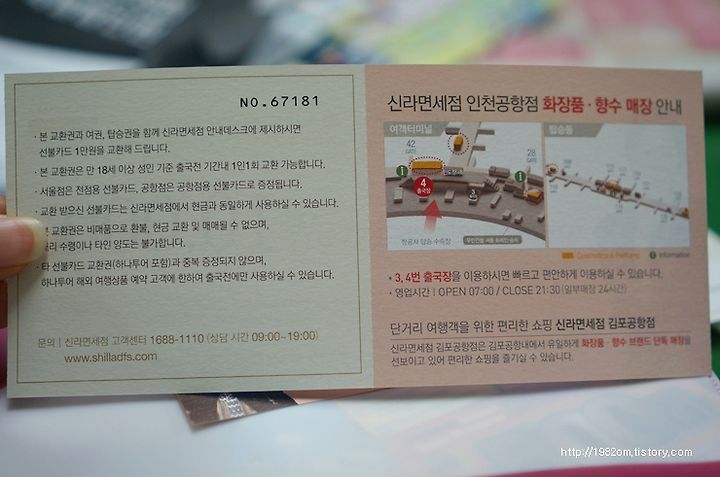 NO.67181
· 본 교환권과 여권, 탑승권을 함께 신라면세점 안내데스크에 제시하시면
선불카드 1만원을 교환해 드립니다.
· 본 교환권은 만 18세 이상 성인 기준 출국전 기간내 1인1회 교환 가능합니다.
· 서울점은 전점용 선불카드, 공항점은 공항점용 선불카드로 증정됩니다.
· 교환 받으신 선불카드는 신라면세점에서 현금과 동일하게 사용하실 수 있습니다.
본 교환권은 비매품으로 환불, 현금 교환 및 매매될 수 없으며,
수령이나 타인 양도는 불가합니다.
· 타 선불카드 교환권(하나투어 포함)과 중복 증정되지 않으며,
하나투어 해외 여행상품 예약 고객에 한하여 출국전에만 사용하실 수 있습니다.
문의 | 신라면세점 고객센터 1688-1110 (상담 시간 09:00~19:00)
www.shilladfs.com
신라면세점 인천공항점 화장품 · 향수 매장 안내
여객터미널
42
GATE
28
GATE
4
출국장
3
항공사 탑승 수속장
탑승동
Cosmetics & Perfume
Information
· 3, 4번 출국장을 이용하시면 빠르고 편안하게 이용하실 수 있습니다.
· 영업시간 | OPEN 07:00 / CLOSE 21:30 (일부매장 24시간)
단거리 여행객을 위한 편리한 쇼핑 신라면세점 김포공항점
신라면세점 김포공항점은 김포공항내에서 유일하게 화장품 · 향수 브랜드 단독 매장을
선보이고 있어 편리한 쇼핑을 즐기실 수 있습니다.
http://1982om.tistory.com